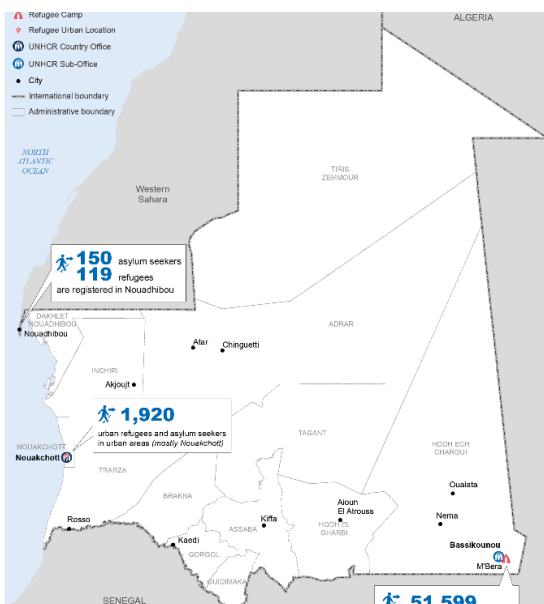 Refugee Camp
Refugee Urban Location
UNHCR Country Office
UNHCR Sub-Office
City
International boundary
Administrative boundary
ALGERIA
NORTH
ATLANTIC
OCEAN
Western
Sahara
TIRIS
ZEMMOUR
150 asylum seekers
119 refugees
are registered in Nouadhibou
DAKHLET
NOUADHIBOU
Nouadhibou
ADRAR
Atar
Chinguetti
INCHIRI
Akjoujt
1,920
urban refugees and asylum seekers
in urban areas (mostly Nouakchott)
NOUAKCHOTT
Nouakchott
TRARZA
TAGANT
HODH ECH
CHARGUI
BRAKNA
Oualata
Aioun
El Atrouss
Nema
Rosso
Kiffa
ASSABA
HODH EL
GHARBI
Kaedi
GORGOL
Bassikounou
M'Bera
GUIDIMAKA
51,599
SENEGAL